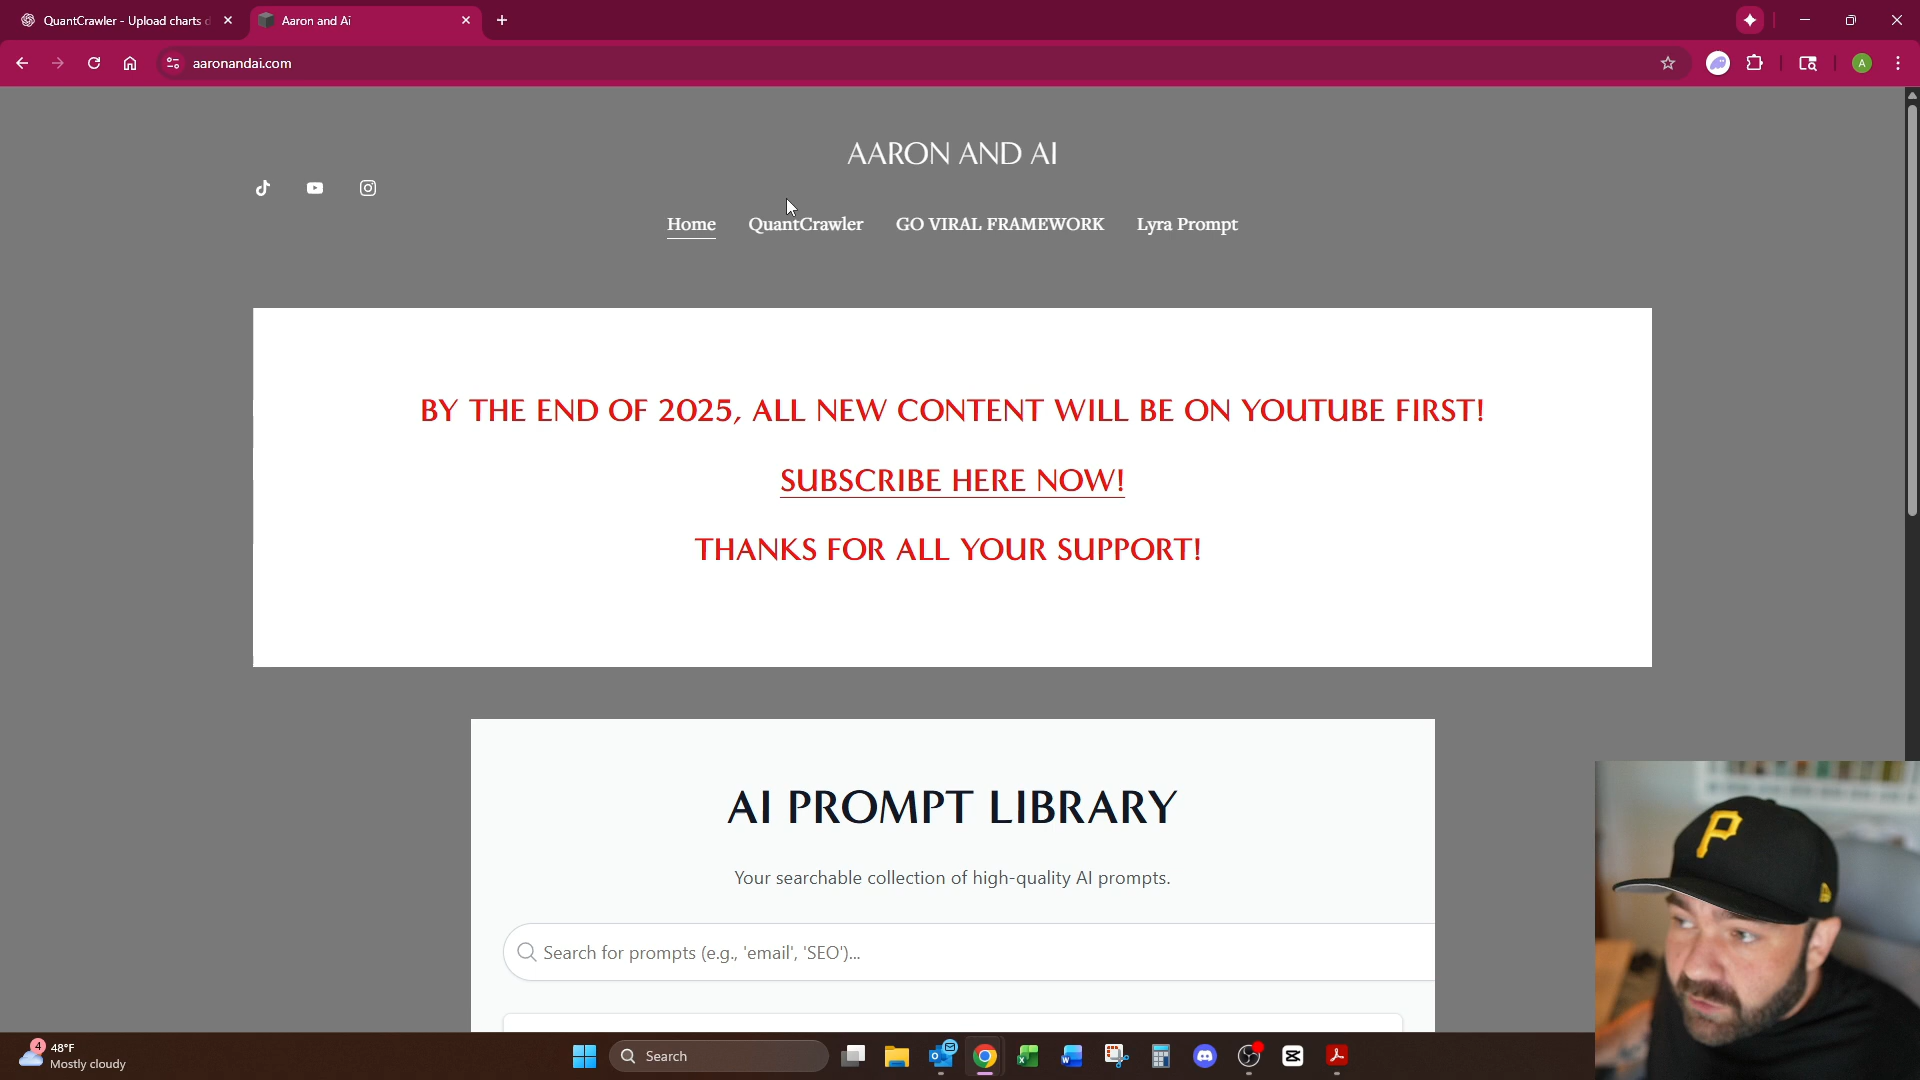 QuantCrawler - Upload charts
Aaron and Ai
aaronandai.com
A
AARON AND AI
Home QuantCrawler GO VIRAL FRAMEWORK Lyra Prompt
BY THE END OF 2025, ALL NEW CONTENT WILL BE ON YOUTUBE FIRST!
SUBSCRIBE HERE NOW!
THANKS FOR ALL YOUR SUPPORT!
AI PROMPT LIBRARY
Your searchable collection of high-quality AI prompts.
Search for prompts (e.g., 'email', 'SEO')...
P
4
48°F
Mostly cloudy
Search